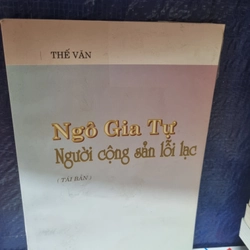 THẾ VĂN
Ngô Gia Tự
Người cộng sản lỗi lạc
( TÁI BẢN )